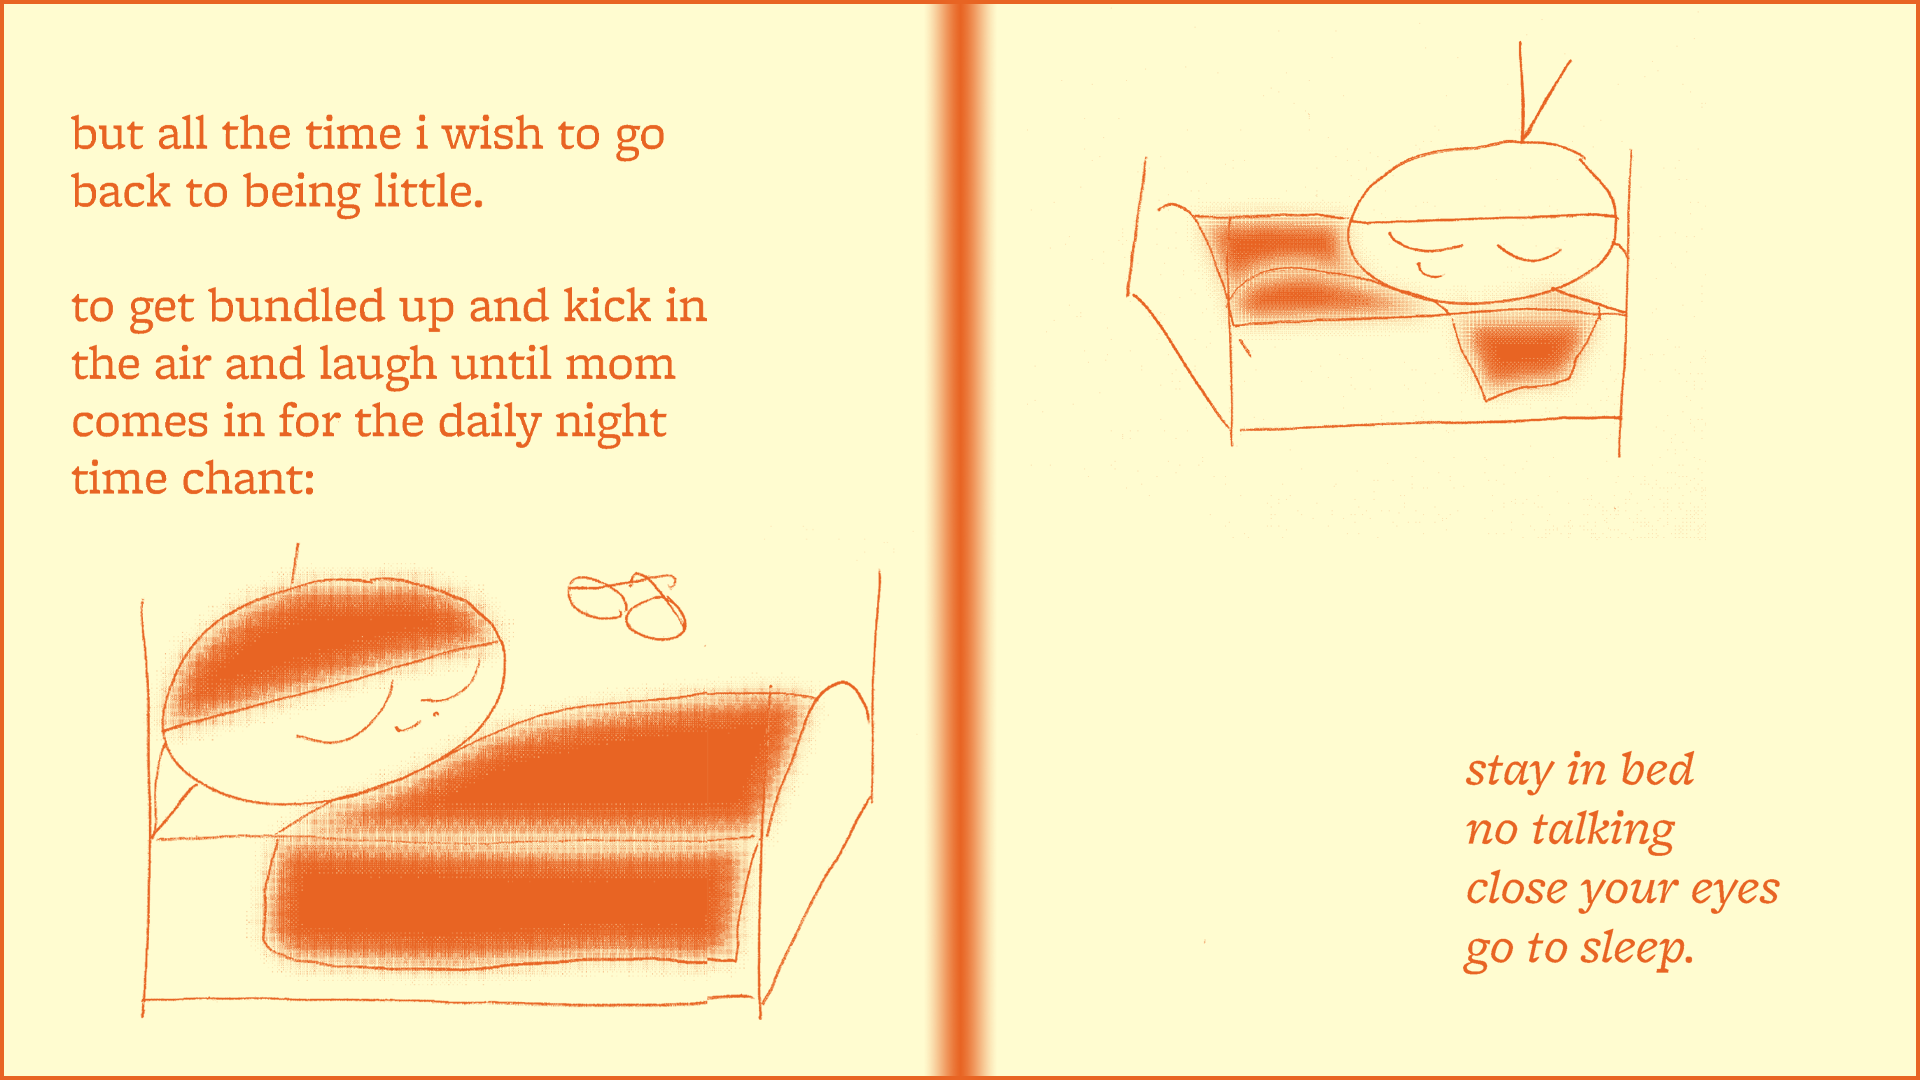 but all the time i wish to go
back to being little.
to get bundled up and kick in
the air and laugh until mom
comes in for the daily night
time chant:
stay in bed
no talking
close your eyes
go to sleep.